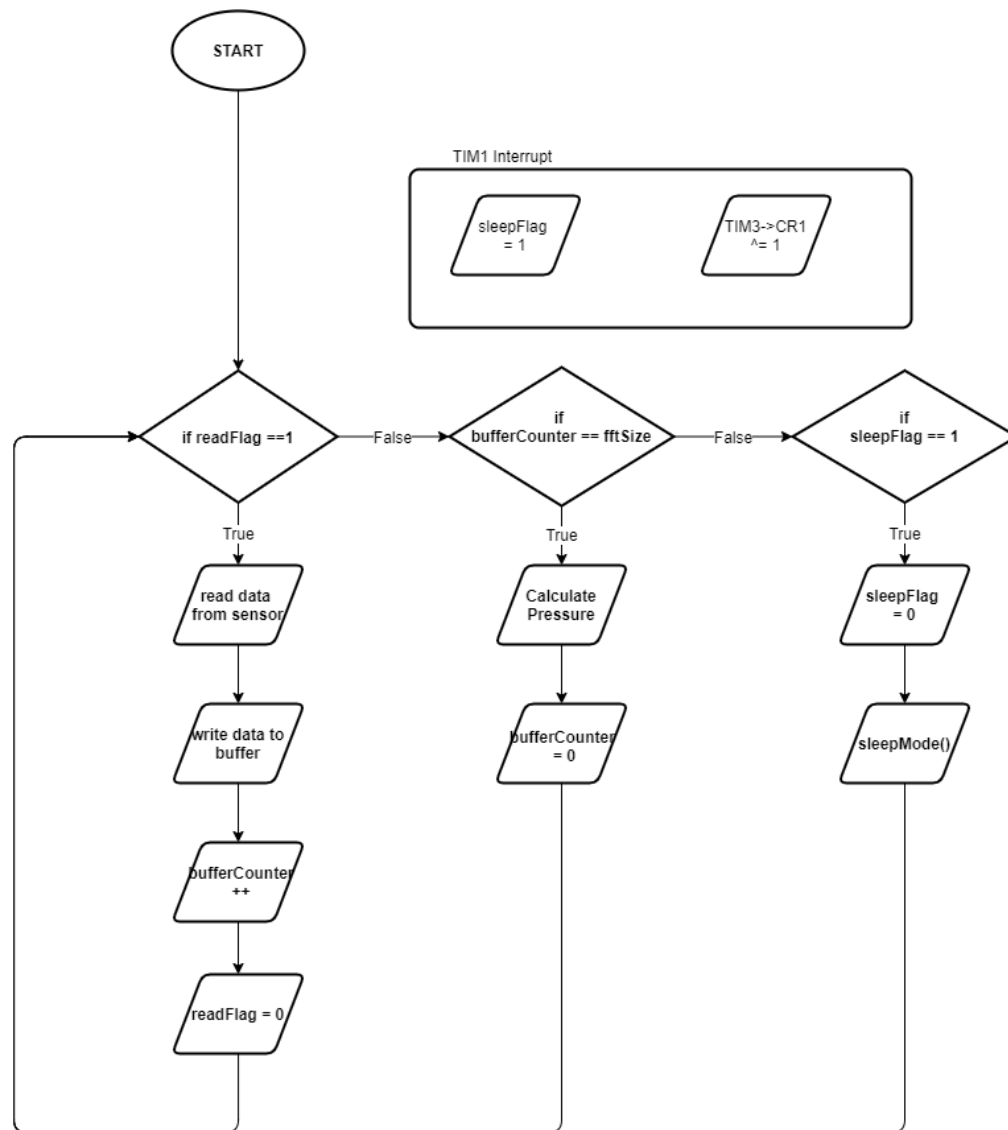 START
TIM1 Interrupt
sleepFlag
= 1
TIM3->CR1
^= 1
if readFlag ==1
False
if
bufferCounter == fftSize
False
if
sleepFlag == 1
True
True
True
read data
from sensor
Calculate
Pressure
sleepFlag
= 0
write data to
buffer
bufferCounter
= 0
sleepMode()
bufferCounter
++
readFlag = 0